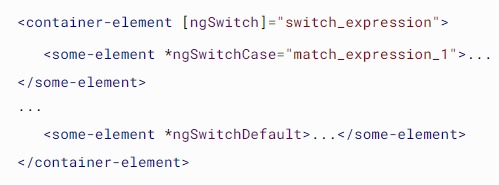 <container-element [ngSwitch]="switch_expression">
<some-element *ngSwitchCase="match_expression_1">...
</some-element>
...
<some-element *ngSwitchDefault>...</some-element>
</container-element>